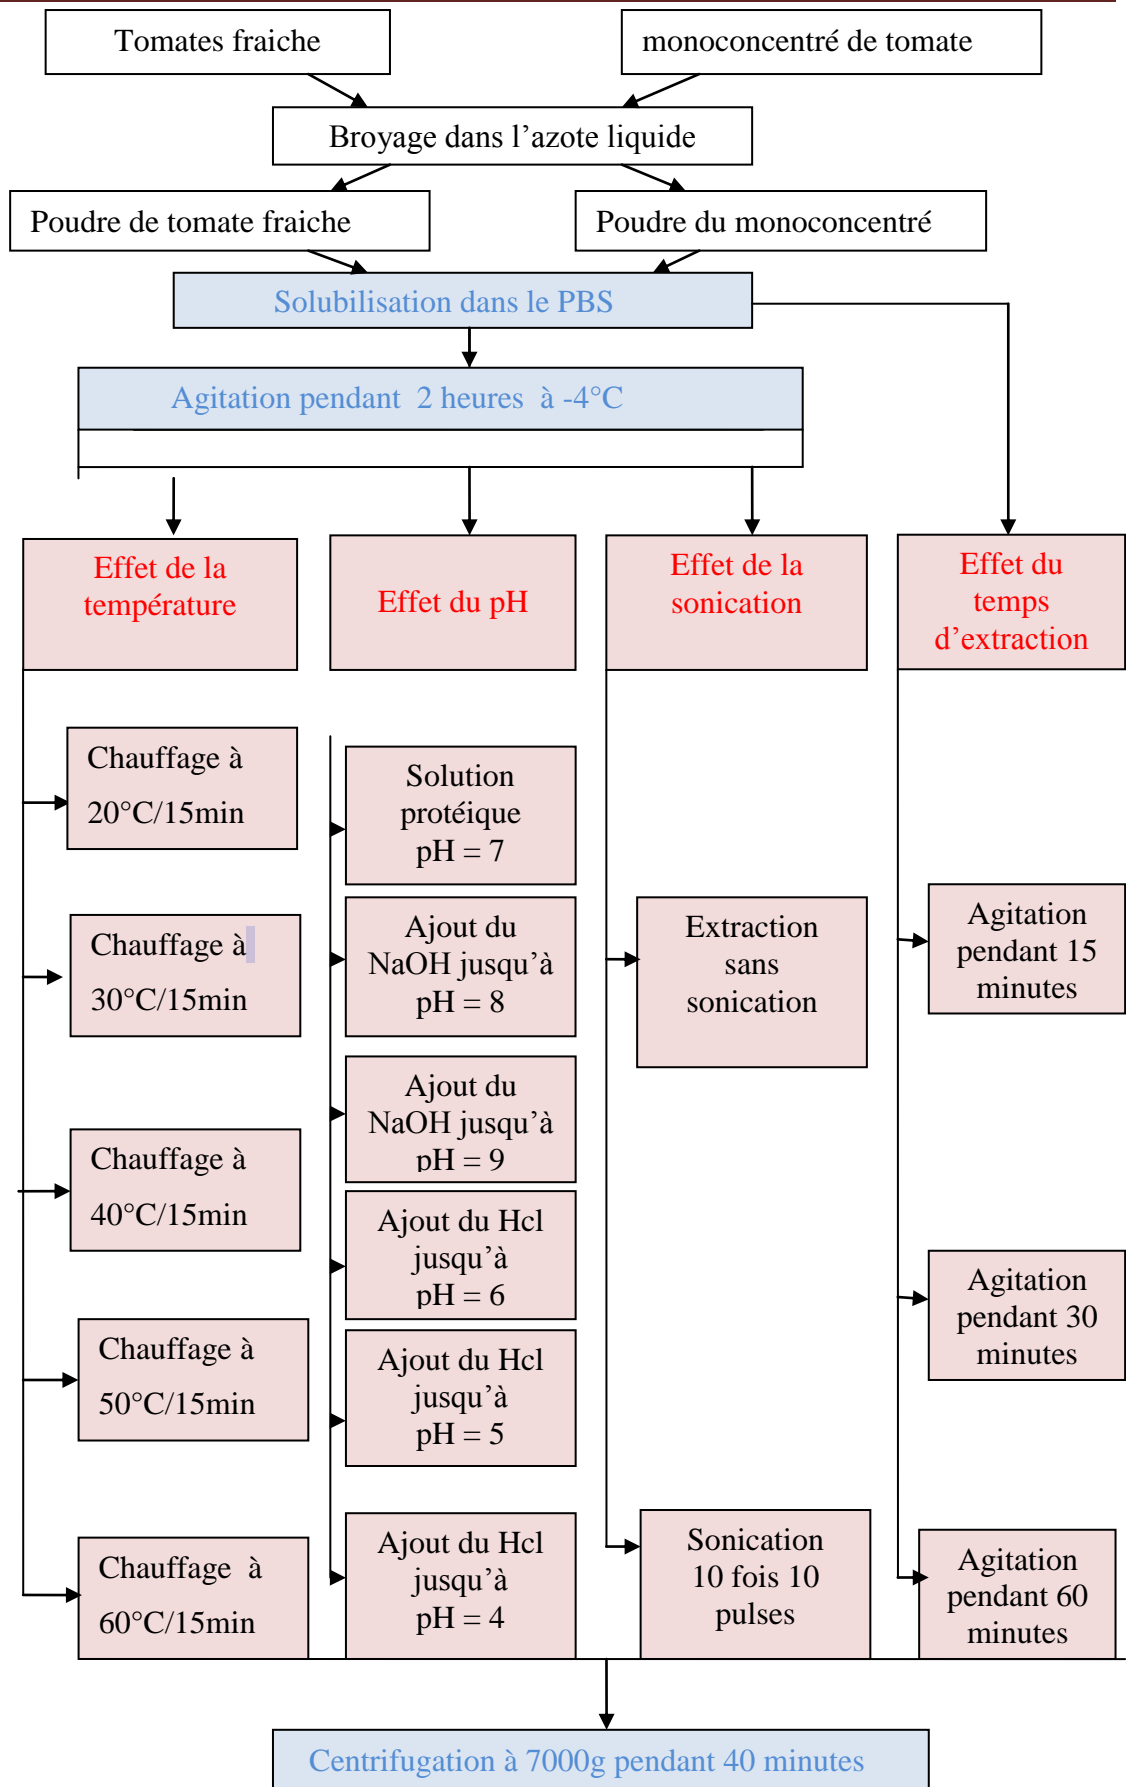 Tomates fraiche
monoconcentré de tomate
Broyage dans l’azote liquide
Poudre de tomate fraiche
Poudre du monoconcentré
Solubilisation dans le PBS
Agitation pendant 2 heures à -4°C
Effet de la
température
Effet du pH
Effet de la
sonication
Effet du
temps
d’extraction
Chauffage à
20°C/15min
Chauffage à
30°C/15min
Chauffage à
40°C/15min
Chauffage à
50°C/15min
Chauffage à
60°C/15min
Solution
protéique
pH = 7
Ajout du
NaOH jusqu’à
pH = 8
Ajout du
NaOH jusqu’à
pH = 9
Ajout du Hcl
jusqu’à
pH = 6
Ajout du Hcl
jusqu’à
pH = 5
Ajout du Hcl
jusqu’à
pH = 4
Extraction
sans
sonication
Sonication
10 fois 10
pulses
Agitation
pendant 15
minutes
Agitation
pendant 30
minutes
Agitation
pendant 60
minutes
Centrifugation à 7000g pendant 40 minutes